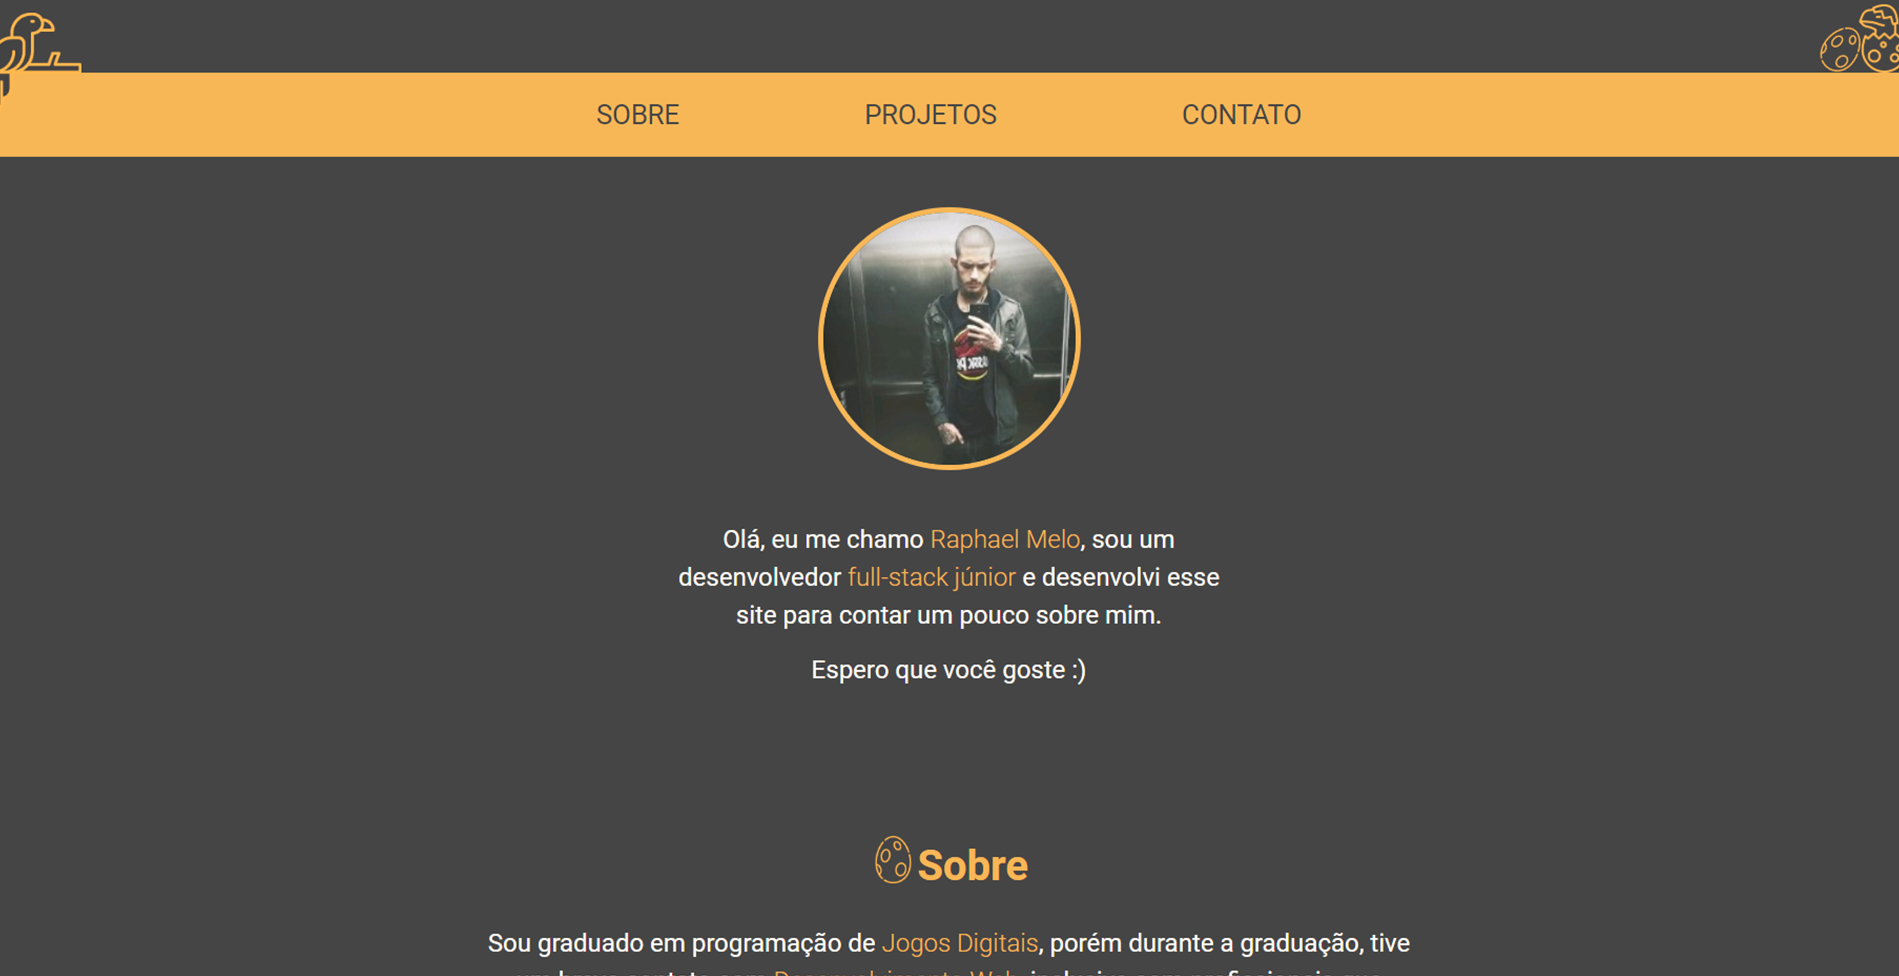 SOBRE PROJETOS CONTATO
Olá, eu me chamo Raphael Melo, sou um
desenvolvedor full-stack júnior e desenvolvi esse
site para contar um pouco sobre mim.
Espero que você goste :)
Sobre
Sou graduado em programação de Jogos Digitais, porém durante a graduação, tive